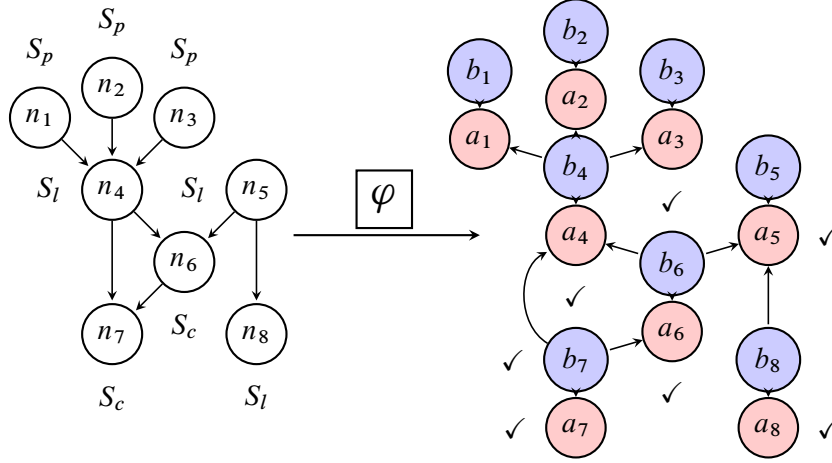 S_p
b_2
S_p
S_p
b_1
b_3
n_2
a_2
n_1
n_3
a_1
a_3
φ
b_4
b_5
S_l
n_4
S_l
n_5
✓
a_4
a_5
✓
n_6
b_6
✓
S_c
a_6
n_7
n_8
✓
b_7
b_8
S_c
S_l
✓
✓
a_7
a_8
✓